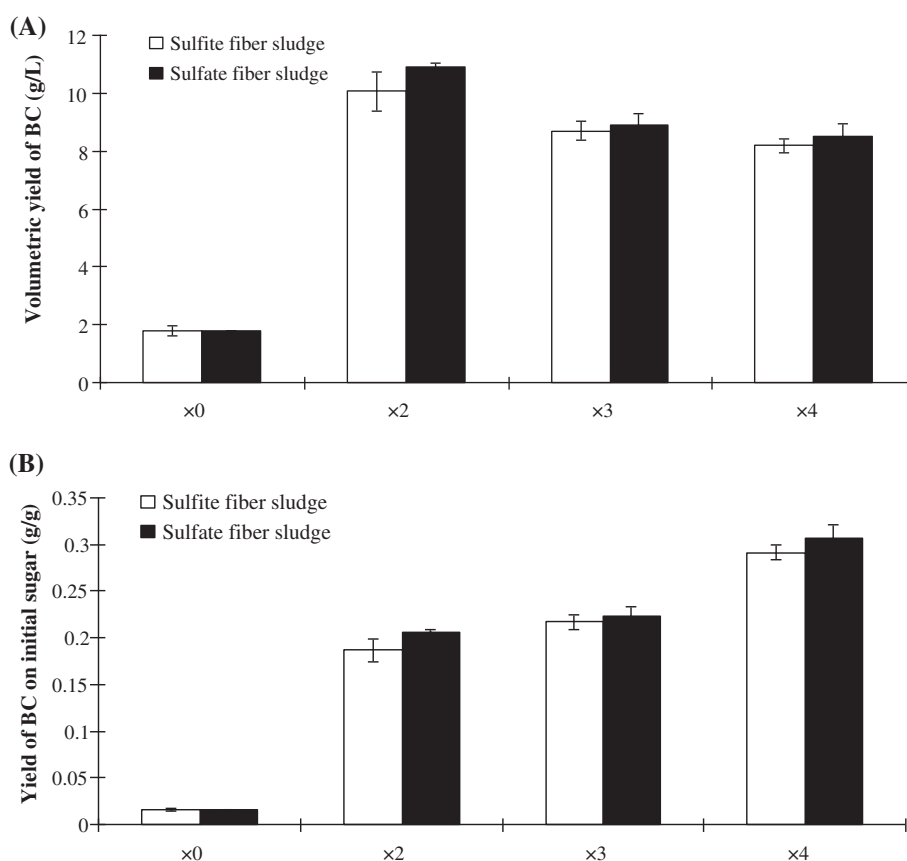 (A)
Volumetric yield of BC (g/L)
12
10
8
6
4
2
0
Sulfite fiber sludge
Sulfate fiber sludge
×0 ×2 ×3 ×4
(B)
Yield of BC on initial sugar (g/g)
0.35
0.3
0.25
0.2
0.15
0.1
0.05
0
Sulfite fiber sludge
Sulfate fiber sludge
×0 ×2 ×3 ×4